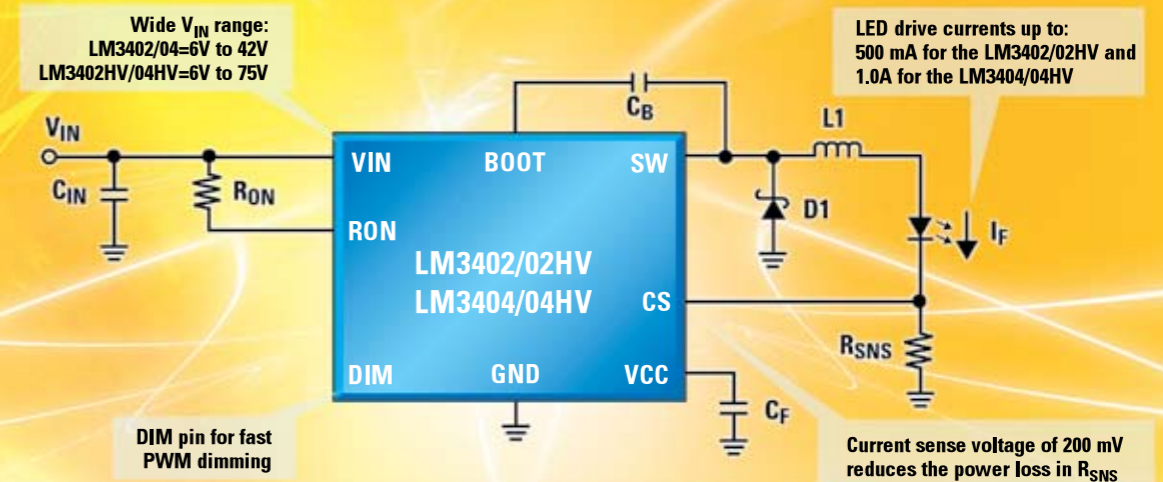 Wide VIN range:
LM3402/04=6V to 42V
LM3402HV/04HV=6V to 75V
LED drive currents up to:
500 mA for the LM3402/02HV and
1.0A for the LM3404/04HV
CB
L1
VIN
VIN
BOOT
SW
CIN
RON
D1
RON
IF
LM3402/02HV
LM3404/04HV
CS
RSNS
DIM
GND
VCC
CF
DIM pin for fast
PWM dimming
Current sense voltage of 200 mV
reduces the power loss in RSNS